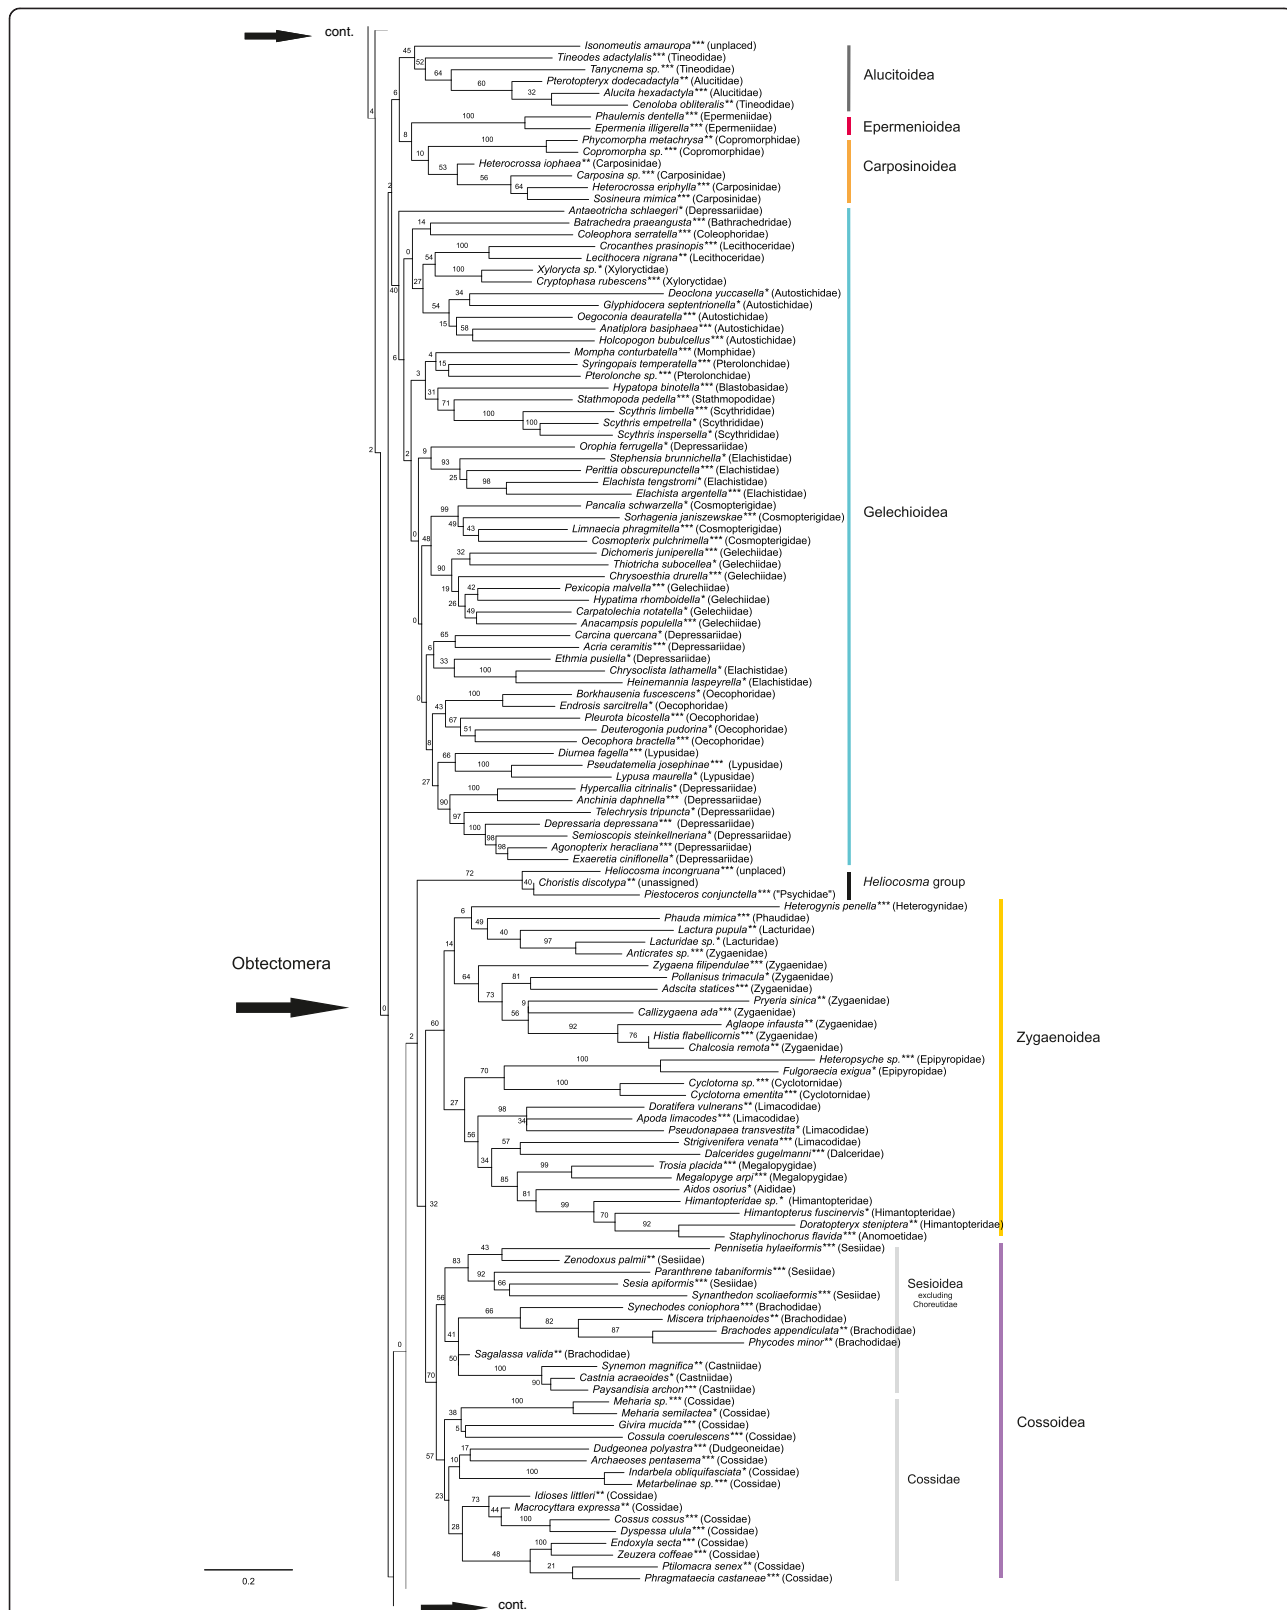 cont.
Isonomeutis amauropa*** (unplaced)
Tineodes adactylalis*** (Tineodidae)
Tanycnema sp.*** (Tineodidae)
Pterotopteryx dodecadactyla** (Alucitidae)
Alucita hexadactyla*** (Alucitidae)
Cenoloba obliteralis** (Tineodidae)
Alucitoidea
Phaulernis dentella*** (Epermeniidae)
Epermenia illigerella*** (Epermeniidae)
Epermenioidea
Phycomorpha metachrysa** (Copromorphidae)
Copromorpha sp.*** (Copromorphidae)
Heterocrossa iophaea** (Carposinidae)
Carposina sp.*** (Carposinidae)
Heterocrossa eriphylla*** (Carposinidae)
Sosineura mimica*** (Carposinidae)
Carposinoidea
Antaeotricha schlaegeri* (Depressariidae)
Batrachedra praeangusta*** (Bathrachedridae)
Coleophora serratella*** (Coleophoridae)
Crocanthes prasinopis*** (Lecithoceridae)
Lecithocera nigrana** (Lecithoceridae)
Xylorycta sp.* (Xyloryctidae)
Cryptophasa rubescens*** (Xyloryctidae)
Deoclona yuccasella* (Autostichidae)
Glyphidocera septentrionella* (Autostichidae)
Oegoconia deauratella*** (Autostichidae)
Anatiplora basiphaea*** (Autostichidae)
Holcopogon bubulcellus*** (Autostichidae)
Mompha conturbatella*** (Momphidae)
Syringopais temperatella*** (Pterolonchidae)
Pterolonche sp.*** (Pterolonchidae)
Hypatopa binotella*** (Blastobasidae)
Stathmopoda pedella*** (Stathmopodidae)
Scythris limbella*** (Scythrididae)
Scythris empetrella* (Scythrididae)
Scythris inspersella* (Scythrididae)
Orophia ferrugella* (Depressariidae)
Stephensia brunnichella* (Elachistidae)
Perittia obscurepunctella*** (Elachistidae)
Elachista tengstromi* (Elachistidae)
Elachista argentella*** (Elachistidae)
Pancalia schwarzella* (Cosmopterigidae)
Sorhagenia janiszewskae*** (Cosmopterigidae)
Limnaecia phragmitella*** (Cosmopterigidae)
Cosmopterix pulchrimella*** (Cosmopterigidae)
Dichomeris juniperella*** (Gelechiidae)
Thiotricha subocellea* (Gelechiidae)
Chrysoesthia drurella*** (Gelechiidae)
Pexicopia malvella*** (Gelechiidae)
Hypatima rhomboidella* (Gelechiidae)
Carpatolechia notatella* (Gelechiidae)
Anacampsis populella*** (Gelechiidae)
Carcina quercana* (Depressariidae)
Acria ceramitis*** (Depressariidae)
Ethmia pusiella* (Depressariidae)
Chrysoclista lathamella* (Elachistidae)
Heinemannia laspeyrella* (Elachistidae)
Borkhausenia fuscescens* (Oecophoridae)
Endrosis sarcitrella* (Oecophoridae)
Pleurota bicostella*** (Oecophoridae)
Deuterogonia pudorina* (Oecophoridae)
Oecophora bractella*** (Oecophoridae)
Diurnea fagella*** (Lypusidae)
Pseudatemelia josephinae*** (Lypusidae)
Lypusa maurella* (Lypusidae)
Hypercallia citrinalis* (Depressariidae)
Anchinia daphnella*** (Depressariidae)
Telechrysis tripuncta* (Depressariidae)
Depressaria depressana*** (Depressariidae)
Semioscopis steinkellneriana* (Depressariidae)
Agonopterix heracliana*** (Depressariidae)
Exaeretia ciniflonella* (Depressariidae)
Gelechioidea
Heliocosma incongruana*** (unplaced)
Choristis discotypa** (unassigned)
Piestoceros conjunctella*** ("Psychidae")
Heliocosma group
Obtectomera
Heterogynis penella*** (Heterogynidae)
Phauda mimica*** (Phaudidae)
Lactura pupula** (Lacturidae)
Lacturidae sp.* (Lacturidae)
Anticrates sp.*** (Zygaenidae)
Zygaena filipendulae*** (Zygaenidae)
Pollanisus trimacula* (Zygaenidae)
Adscita statices*** (Zygaenidae)
Pryeria sinica** (Zygaenidae)
Callizygaena ada*** (Zygaenidae)
Aglaope infausta** (Zygaenidae)
Histia flabellicornis*** (Zygaenidae)
Chalcosia remota** (Zygaenidae)
Heteropsyche sp.*** (Epipyropidae)
Fulgoraecia exigua* (Epipyropidae)
Cyclotorna sp.*** (Cyclotornidae)
Cyclotorna ementita*** (Cyclotornidae)
Doratifera vulnerans** (Limacodidae)
Apoda limacodes*** (Limacodidae)
Pseudonapaea transvestita* (Limacodidae)
Strigivenifera venata*** (Limacodidae)
Dalcerides gugelmanni*** (Dalceridae)
Trosia placida*** (Megalopygidae)
Megalopyge arpi*** (Megalopygidae)
Aidos osorius* (Aididae)
Himantopteridae sp.* (Himantopteridae)
Himantopterus fuscinervis* (Himantopteridae)
Doratopteryx steniptera** (Himantopteridae)
Staphylinochorus flavida*** (Anomoetidae)
Zygaenoidea
Pennisetia hylaeiformis*** (Sesiidae)
Zenodoxus palmii** (Sesiidae)
Paranthrene tabaniformis*** (Sesiidae)
Sesia apiformis*** (Sesiidae)
Synanthedon scoliaeformis*** (Sesiidae)
Synechodes coniophora*** (Brachodidae)
Miscera triphaenoides** (Brachodidae)
Brachodes appendiculata** (Brachodidae)
Phycodes minor** (Brachodidae)
Sagalassa valida** (Brachodidae)
Synemon magnifica** (Castniidae)
Castnia acraeoides* (Castniidae)
Paysandisia archon*** (Castniidae)
Sesioidea
excluding
Choreutidae
Meharia sp.*** (Cossidae)
Meharia semilactea* (Cossidae)
Givira mucida*** (Cossidae)
Cossula coerulescens*** (Cossidae)
Dudgeonea polyastra*** (Dudgeoneidae)
Archaeoses pentasema*** (Cossidae)
Indarbela obliquifasciata* (Cossidae)
Metarbelinae sp.*** (Cossidae)
Idioses littleri** (Cossidae)
Macrocyttara expressa** (Cossidae)
Cossus cossus*** (Cossidae)
Dyspessa ulula*** (Cossidae)
Endoxyla secta*** (Cossidae)
Zeuzera coffeae*** (Cossidae)
Ptilomacra senex** (Cossidae)
Phragmataecia castaneae*** (Cossidae)
Cossidae
Cossoidea
0.2
cont.